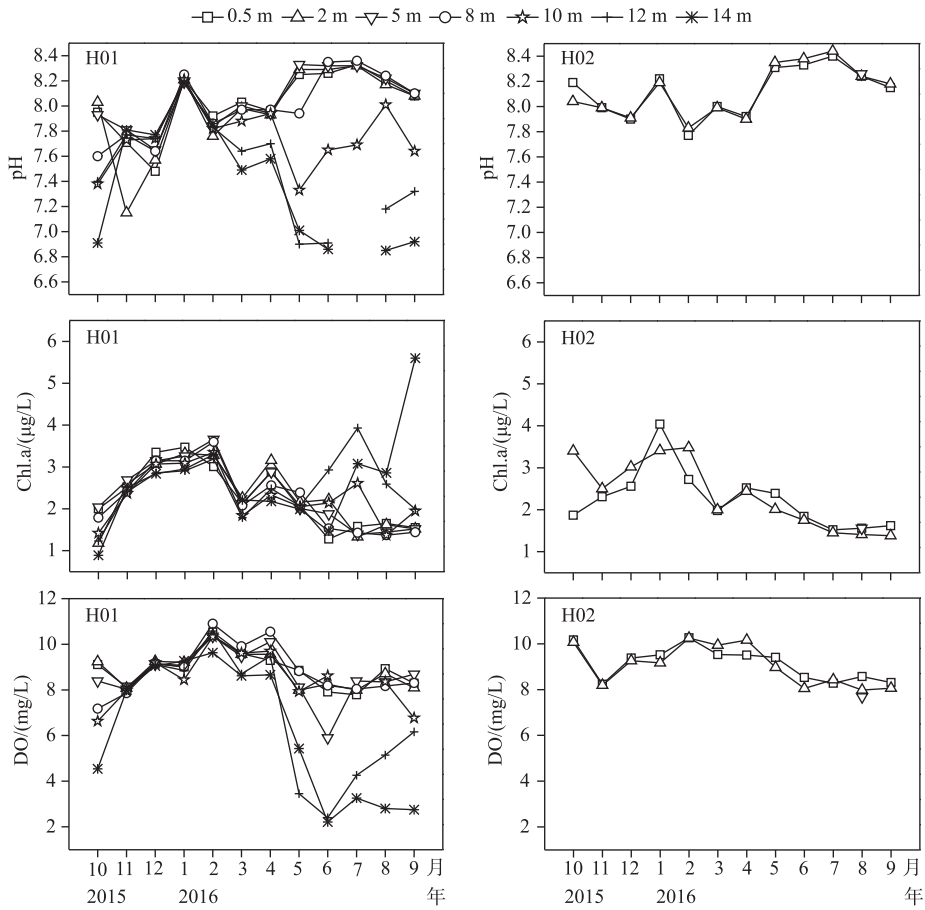 0.5 m 2 m 5 m 8 m 10 m 12 m 14 m
H01
pH
8.4
8.2
8.0
7.8
7.6
7.4
7.2
7.0
6.8
6.6
H02
pH
8.4
8.2
8.0
7.8
7.6
7.4
7.2
7.0
6.8
6.6
H01
Chl.a/(μg/L)
6
5
4
3
2
1
H02
Chl.a/(μg/L)
6
5
4
3
2
1
H01
DO/(mg/L)
12
10
8
6
4
2
10 11 12 1 2 3 4 5 6 7 8 9 月
2015 2016 年
H02
DO/(mg/L)
12
10
8
6
4
2
10 11 12 1 2 3 4 5 6 7 8 9 月
2015 2016 年